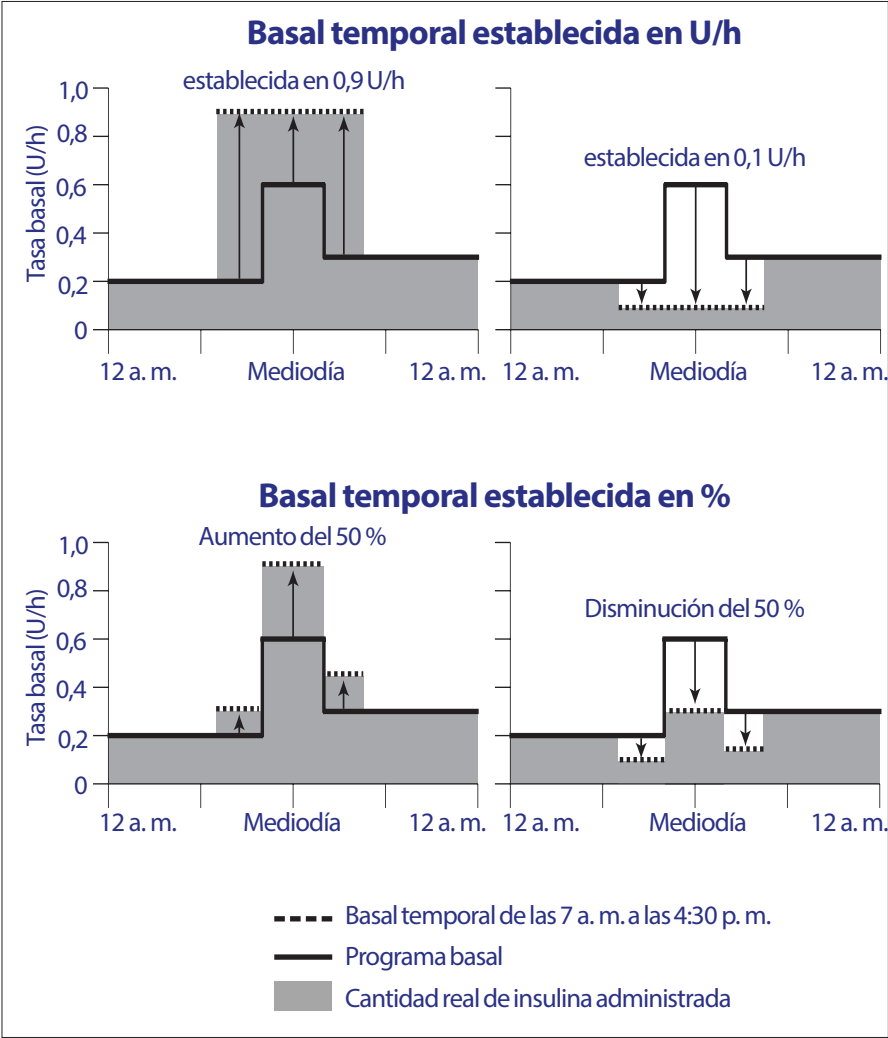 Basal temporal establecida en U/h
establecida en 0,9 U/h
establecida en 0,1 U/h
Tasa basal (U/h)
1,0
0,8
0,6
0,4
0,2
0
12 a. m. Mediodía 12 a. m. 12 a. m. Mediodía 12 a. m.
Basal temporal establecida en %
Aumento del 50 %
Disminución del 50 %
Tasa basal (U/h)
1,0
0,8
0,6
0,4
0,2
0
12 a. m. Mediodía 12 a. m. 12 a. m. Mediodía 12 a. m.
Basal temporal de las 7 a. m. a las 4:30 p. m.
Programa basal
Cantidad real de insulina administrada